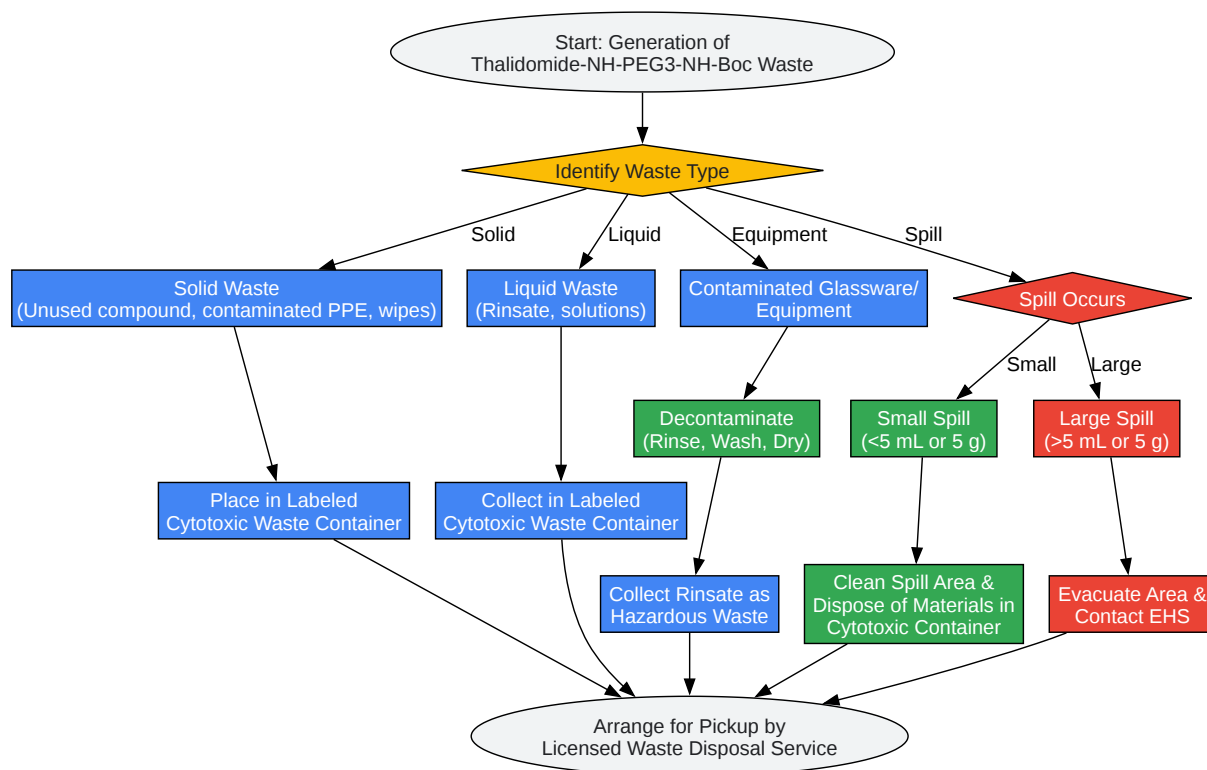 Start: Generation of
Thalidomide-NH-PEG3-NH-Boc Waste
Identify Waste Type
Solid
Liquid
Equipment
Spill
Solid Waste
(Unused compound, contaminated PPE, wipes)
Liquid Waste
(Rinsate, solutions)
Contaminated Glassware/
Equipment
Spill Occurs
Small
Large
Decontaminate
(Rinse, Wash, Dry)
Small Spill
(<5 mL or 5 g)
Large Spill
(>5 mL or 5 g)
Place in Labeled
Cytotoxic Waste Container
Collect in Labeled
Cytotoxic Waste Container
Collect Rinsate as
Hazardous Waste
Clean Spill Area &
Dispose of Materials in
Cytotoxic Container
Evacuate Area &
Contact EHS
Arrange for Pickup by
Licensed Waste Disposal Service